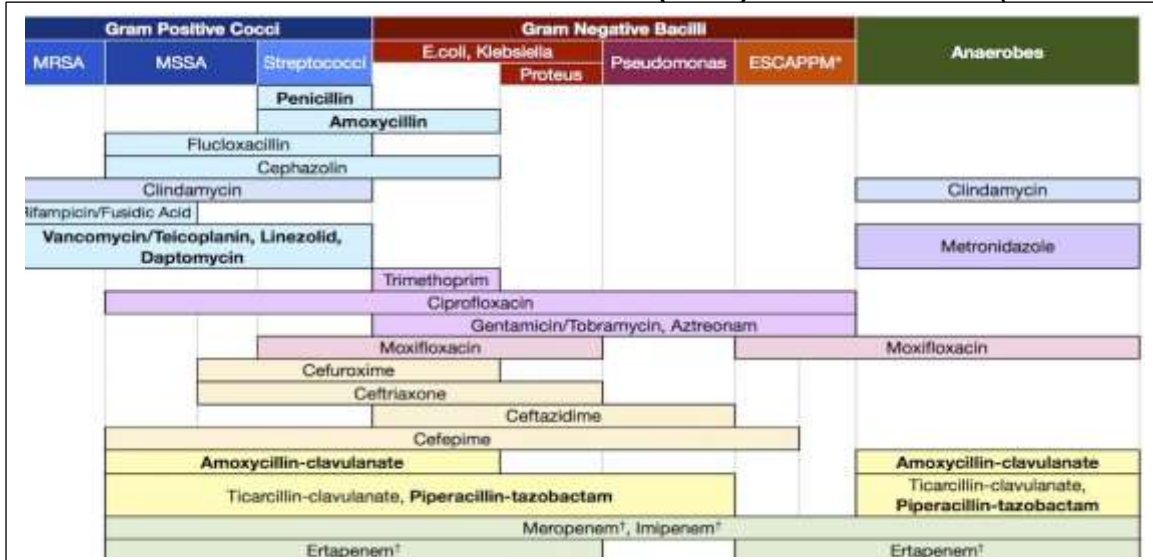 Gram Positive Cocci Gram Negative Bacilli Anaerobes
MRSA MSSA Streptococci E.coli, Klebsiella Pseudomonas ESCAPPM*
Proteus
Penicillin
Amoxycillin
Flucloxacillin
Cephazolin
Clindamycin Clindamycin
Rifampicin/Fusidic Acid
Vancomycin/Teicoplanin, Linezolid,
Daptomycin
Metronidazole
Trimethoprim
Ciprofloxacin
Gentamicin/Tobramycin, Aztreonam
Moxifloxacin Moxifloxacin
Cefuroxime
Ceftriaxone
Ceftazidime
Cefepime
Amoxycillin-clavulanate Amoxycillin-clavulanate
Ticarcillin-clavulanate, Piperacillin-tazobactam
Ticarcillin-clavulanate,
Piperacillin-tazobactam
Meropenem†, Imipenem†
Ertapenem† Ertapenem†